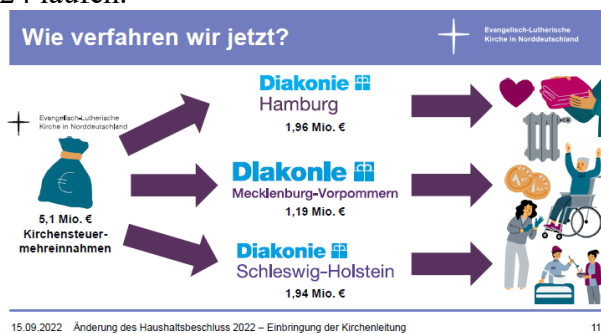 24 laufen.
Wie verfahren wir jetzt?
Evangelisch-Lutherische
Kirche in Norddeutschland
Diakonie
Hamburg
1,96 Mio. €
Evangelisch-Lutherische
Kirche in Norddeutschland
€
5,1 Mio. €
Kirchensteuer-
mehreinnahmen
Diakonie
Mecklenburg-Vorpommern
1,19 Mio. €
Diakonie
Schleswig-Holstein
1,94 Mio. €
15.09.2022 Änderung des Haushaltsbeschluss 2022 – Einbringung der Kirchenleitung 11